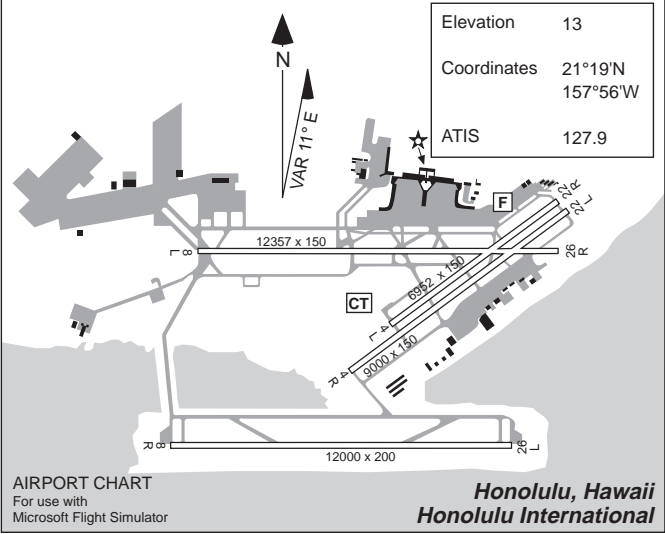 Elevation 13
Coordinates 21°19'N
157°56'W
ATIS 127.9
N
VAR 11° E
F
22 R
22 L
12357 x 150
8 L
26 R
6952 x 150
CT
4 L
9000 x 150
4 R
8 R
26 L
12000 x 200
AIRPORT CHART
For use with
Microsoft Flight Simulator
Honolulu, Hawaii
Honolulu International